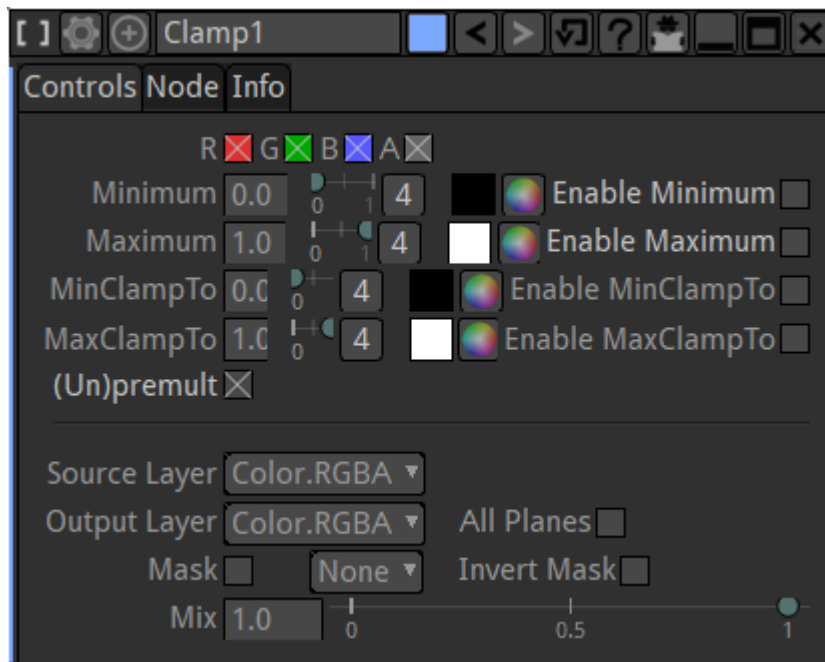 [ ] Clamp1 < > ?
Controls Node Info
R G B A
Minimum 0.0 0 1 4 Enable Minimum
Maximum 1.0 0 1 4 Enable Maximum
MinClampTo 0.0 0 4 Enable MinClampTo
MaxClampTo 1.0 0 4 Enable MaxClampTo
(Un)premult
Source Layer Color.RGBA
Output Layer Color.RGBA All Planes
Mask None Invert Mask
Mix 1.0 0 0.5 1